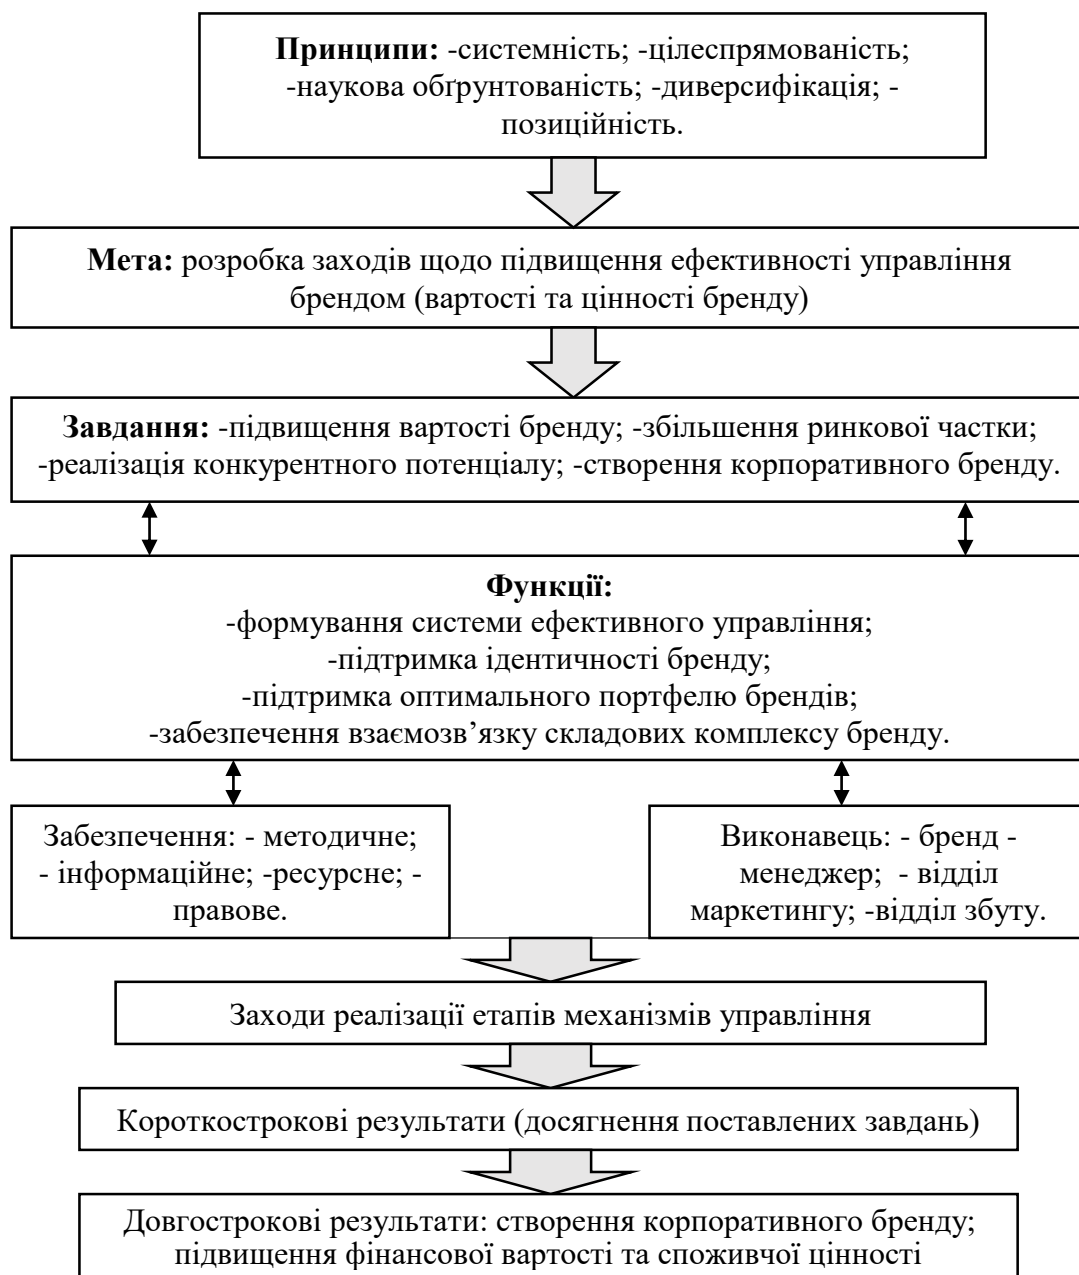 Принципи: -системність; -цілеспрямованість;
-наукова обґрунтованість; -диверсифікація; -
позиційність.
Мета: розробка заходів щодо підвищення ефективності управління
брендом (вартості та цінності бренду)
Завдання: -підвищення вартості бренду; -збільшення ринкової частки;
-реалізація конкурентного потенціалу; -створення корпоративного бренду.
Функції:
-формування системи ефективного управління;
-підтримка ідентичності бренду;
-підтримка оптимального портфелю брендів;
-забезпечення взаємозв’язку складових комплексу бренду.
Забезпечення: - методичне;
- інформаційне; -ресурсне; -
правове.
Виконавець: - бренд -
менеджер;  - відділ
маркетингу; -відділ збуту.
Заходи реалізації етапів механізмів управління
Короткострокові результати (досягнення поставлених завдань)
Довгострокові результати: створення корпоративного бренду;
підвищення фінансової вартості та споживчої цінності